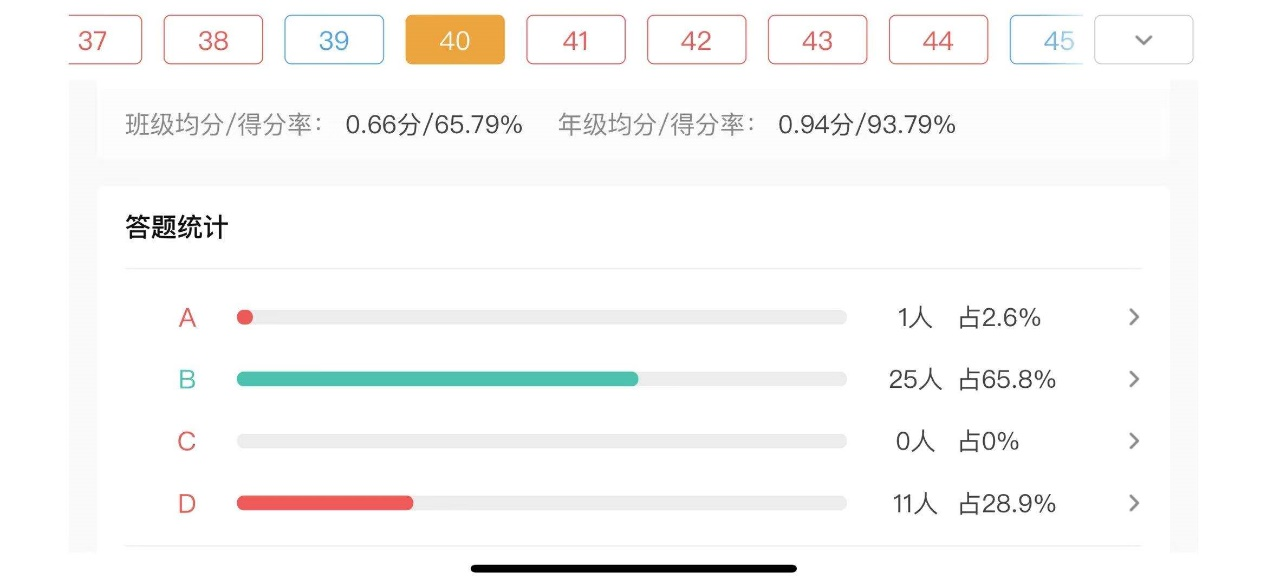 37 38 39 40 41 42 43 44 45
班级均分/得分率： 0.66分/65.79% 年级均分/得分率： 0.94分/93.79%
答题统计
A 1人 占2.6%
B 25人 占65.8%
C 0人 占0%
D 11人 占28.9%